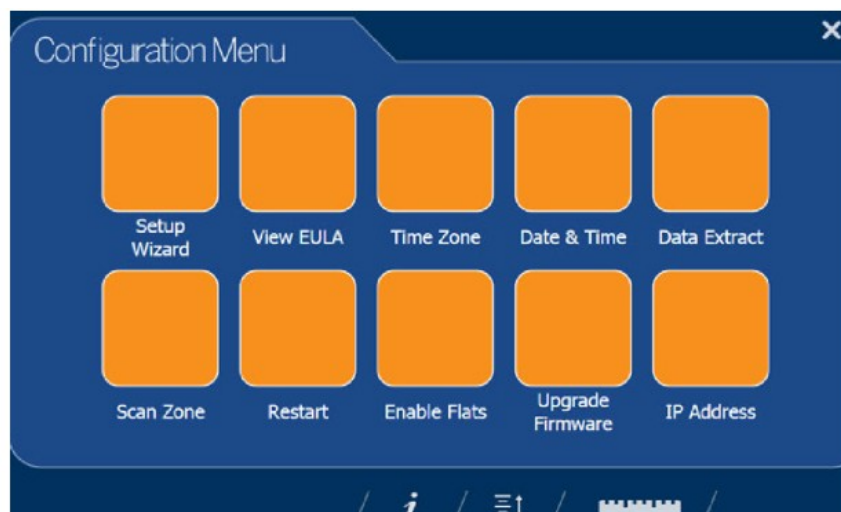 Configuration Menu
Setup
Wizard
View EULA
Time Zone
Date & Time
Data Extract
Scan Zone
Restart
Enable Flats
Upgrade
Firmware
IP Address
i